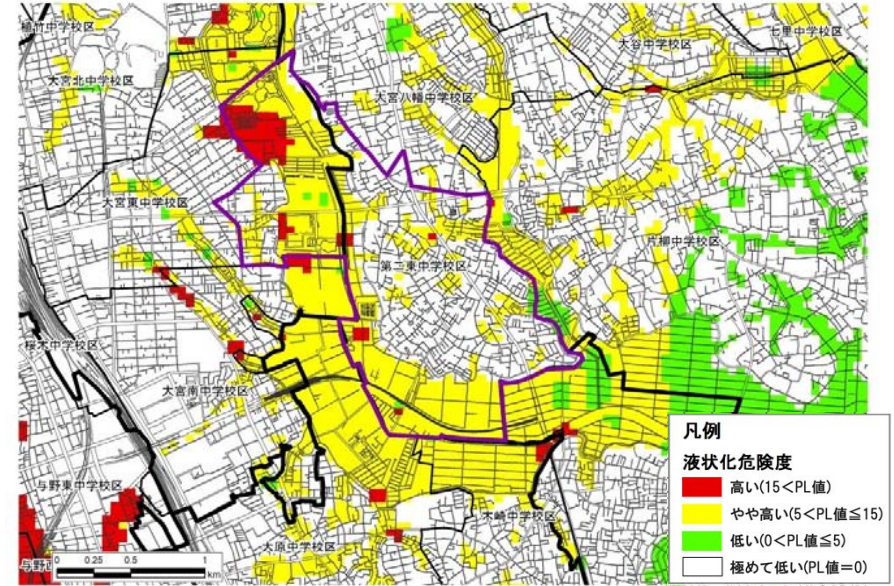 植竹中学校区
大谷中学校区
七里中学校区
大宮北中学校区
大宮八幡中学校区
大宮東中学校区
片柳中学校区
第二東中学校区
桜木中学校区
大宮南中学校区
与野東中学校区
木崎中学校区
大原中学校区
凡例
液状化危険度
高い(15<PL値)
やや高い(5<PL値≦15)
低い(0<PL値≦5)
極めて低い(PL値=0)
0 0.25 0.5 1
km